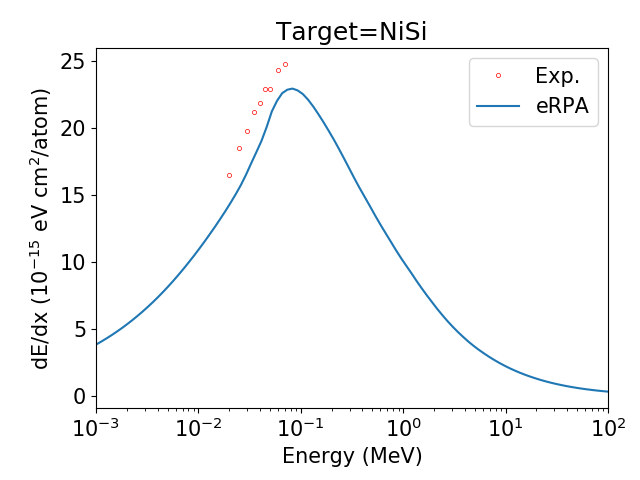 Target=NiSi
Exp.
eRPA
25
20
15
10
5
0
dE/dx (10⁻¹⁵ eV cm²/atom)
10⁻³ 10⁻² 10⁻¹ 10⁰ 10¹ 10²
Energy (MeV)